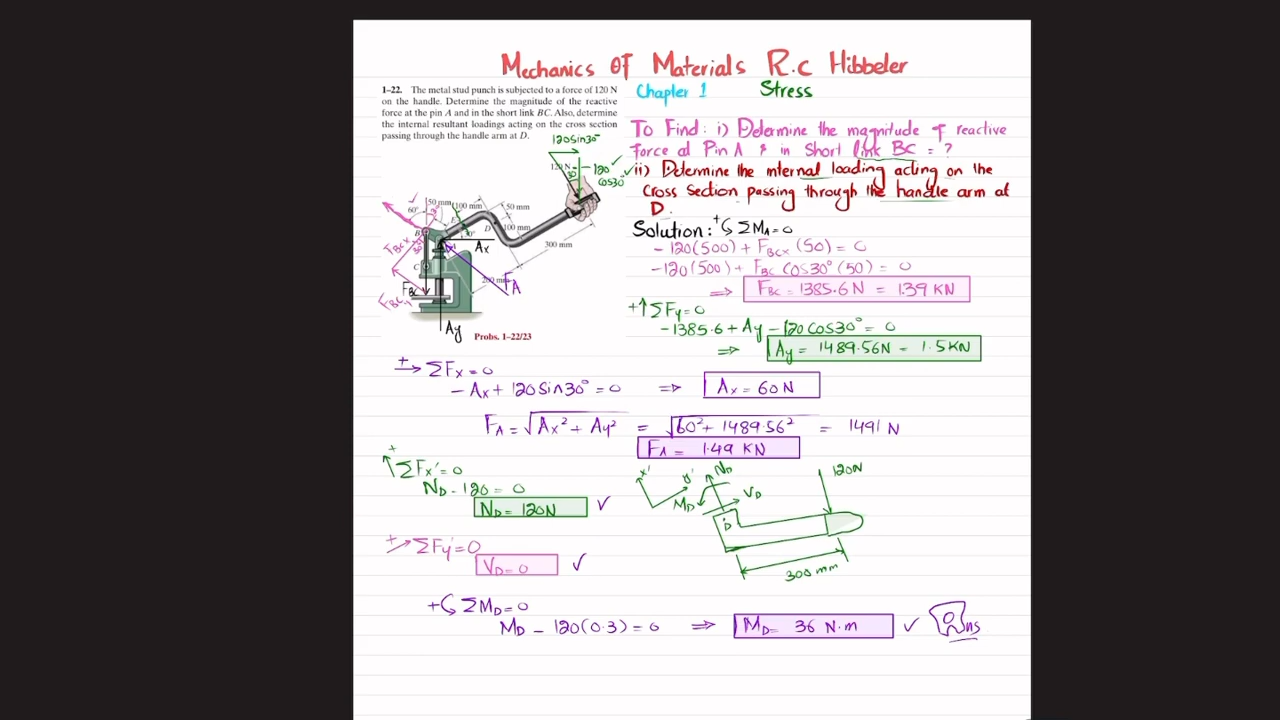 Mechanics Of Materials R.c Hibbeler
1–22. The metal stud punch is subjected to a force of 120 N
on the handle. Determine the magnitude of the reactive
force at the pin A and in the short link BC. Also, determine
the internal resultant loadings acting on the cross section
passing through the handle arm at D.
Chapter 1 Stress
To Find: i) Determine the magnitude of reactive
force at Pin A & in Short link BC = ?
ii) Determine the internal loading acting on the
Cross Section passing through the handle arm at
D.
120Sin30°
120 N
30°
120
cos30°
60°
50 mm
100 mm
50 mm
E
D
100 mm
30°
300 mm
B
Ax
FBCx
30°
C
200 mm
FA
FBC
FBCy
Ay
Probs. 1–22/23
Solution: +↺ ΣMA=0
-120(500) + FBCx (50) = 0
-120(500) + FBC COS30° (50) = 0
⇒ FBC = 1385.6 N = 1.39 KN
+↑ΣFy=0
-1385.6 + Ay - 120 COS30° = 0
⇒ Ay = 1489.56N = 1.5KN
+→ ΣFx=0
- Ax + 120 Sin30° = 0 ⇒ Ax = 60 N
FA = √Ax² + Ay² = √60² + 1489.56² = 1491 N
FA = 1.49 KN
+↑ ΣFx'=0
ND - 120 = 0
ND = 120N ✓
+↗ ΣFy'=0
VD = 0 ✓
x'
y'
ND
MD
VD
D
120N
300 mm
+↺ ΣMD=0
MD - 120(0.3) = 0 ⇒ MD = 36 N.m ✓